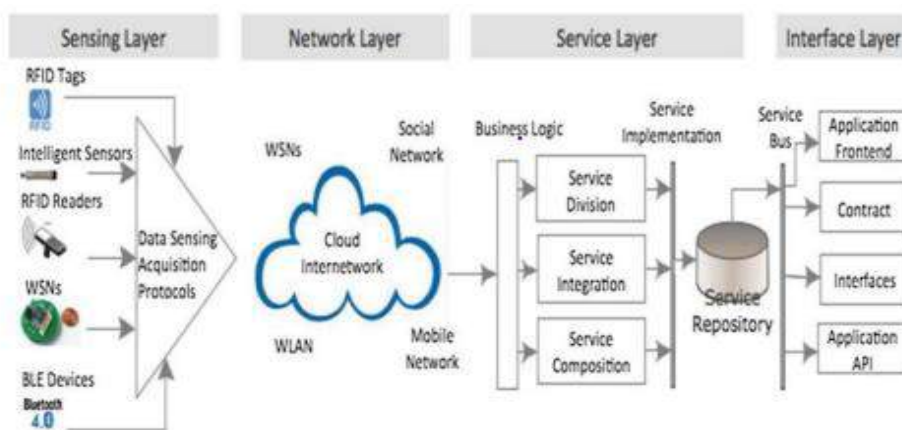 Sensing Layer
Network Layer
Service Layer
Interface Layer
RFID Tags
RFID
Intelligent Sensors
RFID Readers
WSNs
BLE Devices
Bluetooth
4.0
Data Sensing
Acquisition
Protocols
WSNs
Social
Network
Cloud
Internetwork
WLAN
Mobile
Network
Business Logic
Service
Division
Service
Integration
Service
Composition
Service
Implementation
Service
Repository
Service
Bus
Application
Frontend
Contract
Interfaces
Application
API